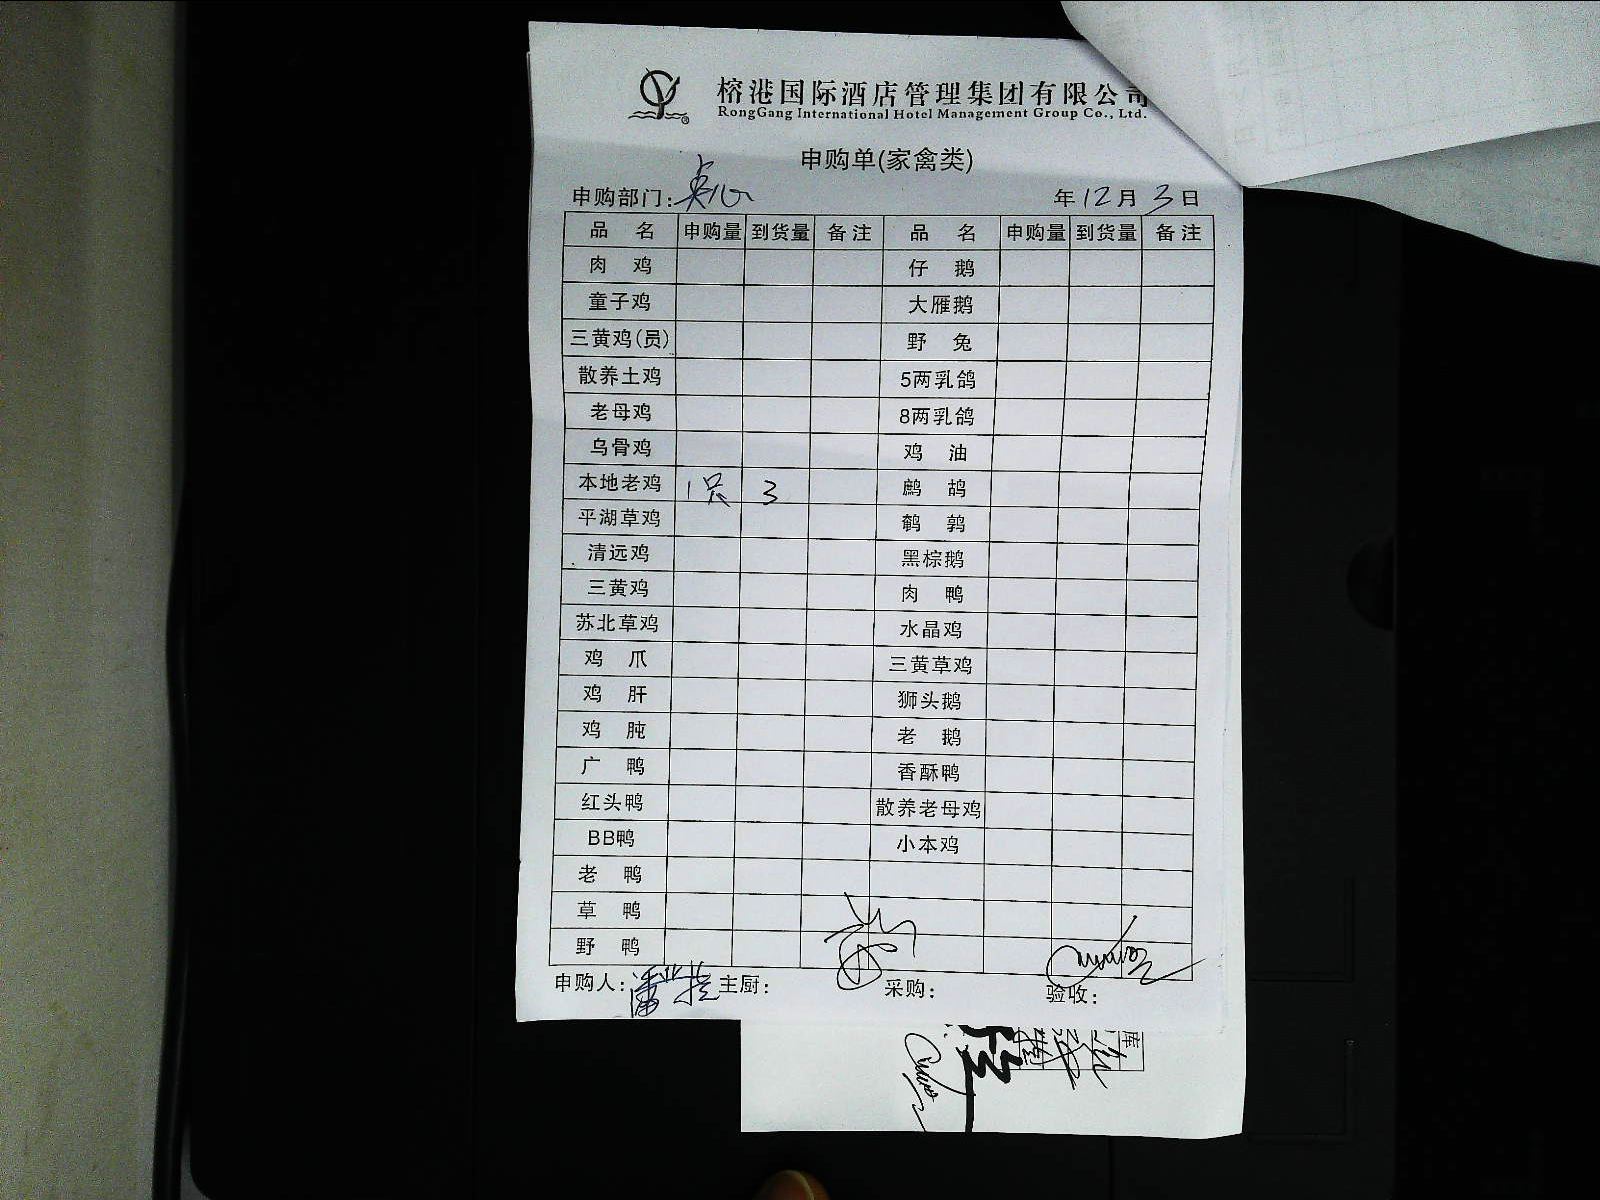 榕港国际酒店管理集团有限公司
RongGang International Hotel Management Group Co., Ltd.
申购单(家禽类)
申购部门: 点心 年 12 月 3 日
品 名 申购量 到货量 备注 品 名 申购量 到货量 备注
肉 鸡 仔 鹅
童子鸡 大雁鹅
三黄鸡(员) 野 兔
散养土鸡 5两乳鸽
老母鸡 8两乳鸽
乌骨鸡 鸡 油
本地老鸡 1只 3 鹧 鸪
平湖草鸡 鹌 鹑
清远鸡 黑棕鹅
三黄鸡 肉 鸭
苏北草鸡 水晶鸡
鸡 爪 三黄草鸡
鸡 肝 狮头鹅
鸡 肫 老 鹅
广 鸭 香酥鸭
红头鸭 散养老母鸡
BB鸭 小本鸡
老 鸭
草 鸭
野 鸭
申购人: 主厨: 采购: 验收:
库